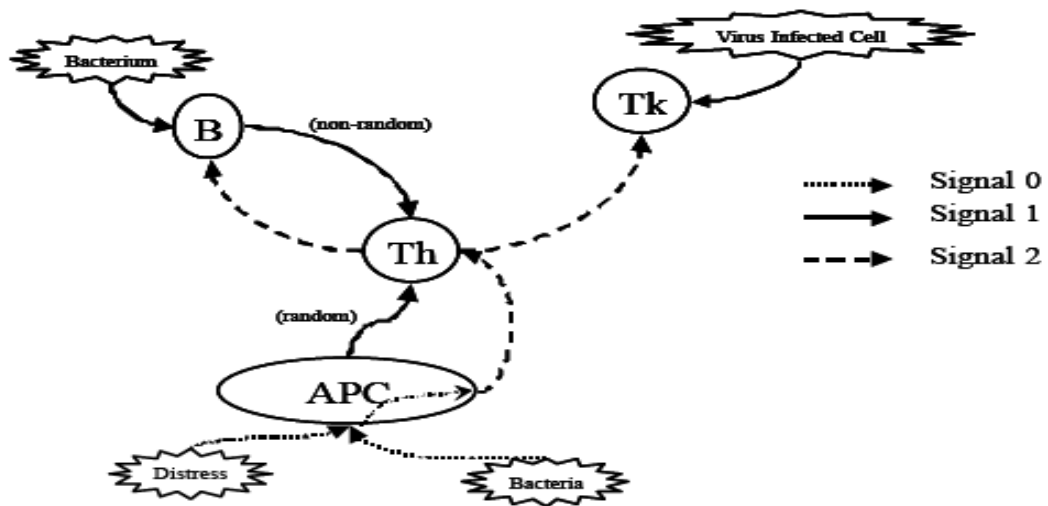 Virus Infected Cell
Bacterium
Tk
B
(non-random)
Signal 0
Signal 1
Th
Signal 2
(random)
APC
Distress
Bacteria